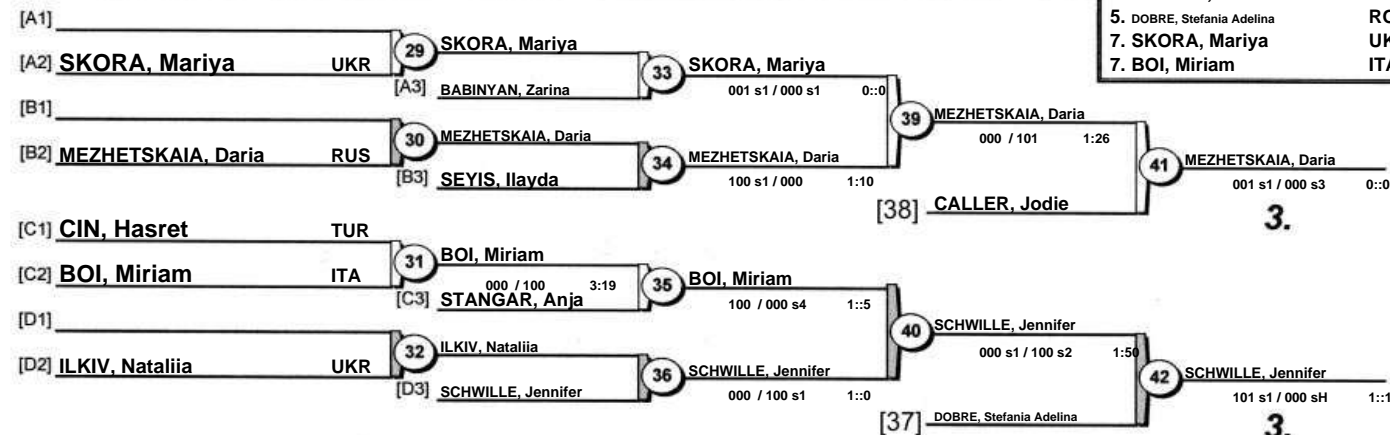 5. DOBRE, Stefania Adelina
7. SKORA, Mariya
7. BOI, Miriam ITA
[A1]
[A2] SKORA, Mariya UKR
29
SKORA, Mariya
[A3] BABINYAN, Zarina
33
SKORA, Mariya
001 s1 / 000 s1 0::0
[B1]
[B2] MEZHETSKAIA, Daria RUS
30
MEZHETSKAIA, Daria
[B3] SEYIS, Ilayda
34
MEZHETSKAIA, Daria
100 s1 / 000 1:10
39
MEZHETSKAIA, Daria
000 / 101 1:26
[38] CALLER, Jodie
41
MEZHETSKAIA, Daria
001 s1 / 000 s3 0::0
3.
[C1] CIN, Hasret TUR
[C2] BOI, Miriam ITA
31
BOI, Miriam
000 / 100 3:19
[C3] STANGAR, Anja
35
BOI, Miriam
100 / 000 s4 1::5
[D1]
[D2] ILKIV, Nataliia UKR
32
ILKIV, Nataliia
[D3] SCHWILLE, Jennifer
36
SCHWILLE, Jennifer
000 / 100 s1 1::0
40
SCHWILLE, Jennifer
000 s1 / 100 s2 1:50
[37] DOBRE, Stefania Adelina
42
SCHWILLE, Jennifer
101 s1 / 000 sH 1::1
3.